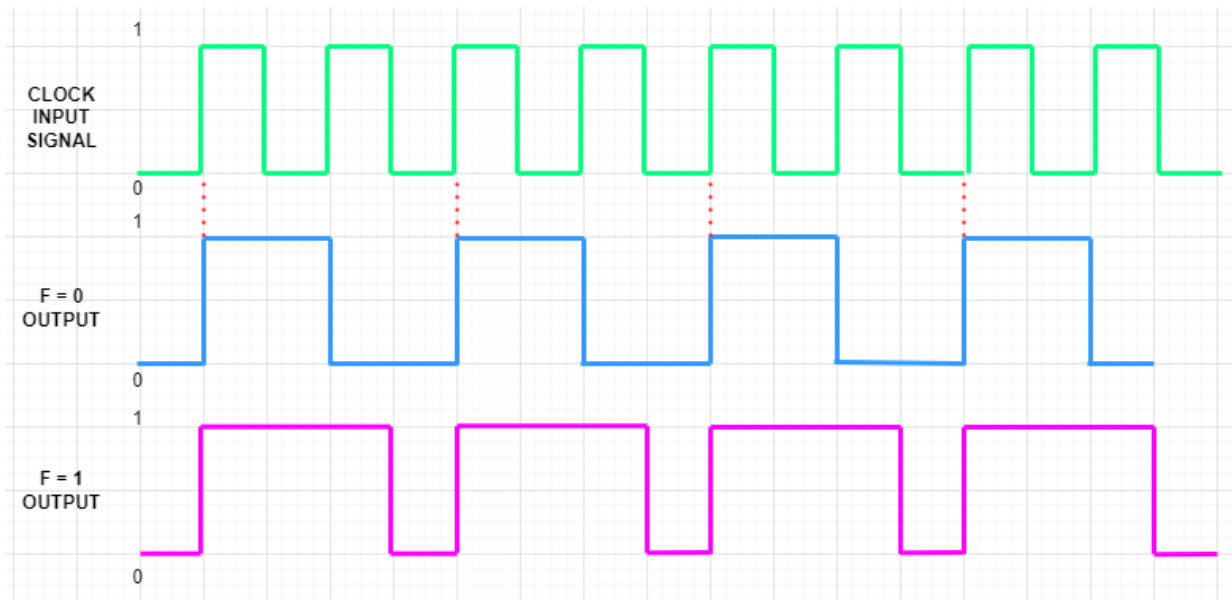 1
CLOCK
INPUT
SIGNAL
0
1
F = 0
OUTPUT
0
1
F = 1
OUTPUT
0